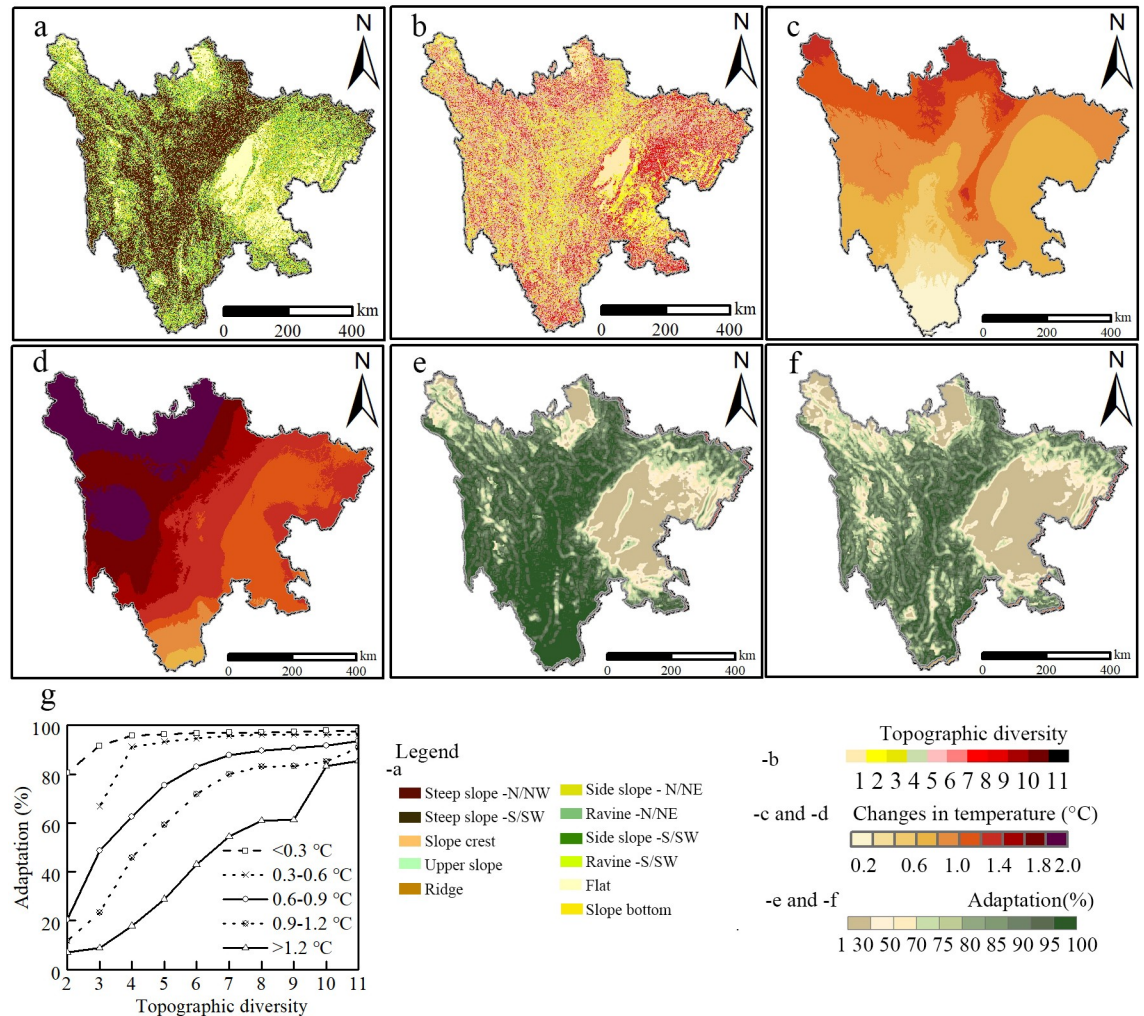 a
N
0 200 400
km
b
N
0 200 400
km
c
N
0 200 400
km
d
N
0 200 400
km
e
N
0 200 400
km
f
N
0 200 400
km
g
100
80
60
40
20
0
Adaptation (%)
2 3 4 5 6 7 8 9 10 11
Topographic diversity
<0.3 °C
0.3-0.6 °C
0.6-0.9 °C
0.9-1.2 °C
>1.2 °C
Legend
-a
Steep slope -N/NW
Steep slope -S/SW
Slope crest
Upper slope
Ridge
Side slope - N/NE
Ravine -N/NE
Side slope -S/SW
Ravine -S/SW
Flat
Slope bottom
Topographic diversity
-b
1 2 3 4 5 6 7 8 9 10 11
-c and -d Changes in temperature (°C)
0.2 0.6 1.0 1.4 1.8 2.0
-e and -f Adaptation(%)
1 30 50 70 75 80 85 90 95 100